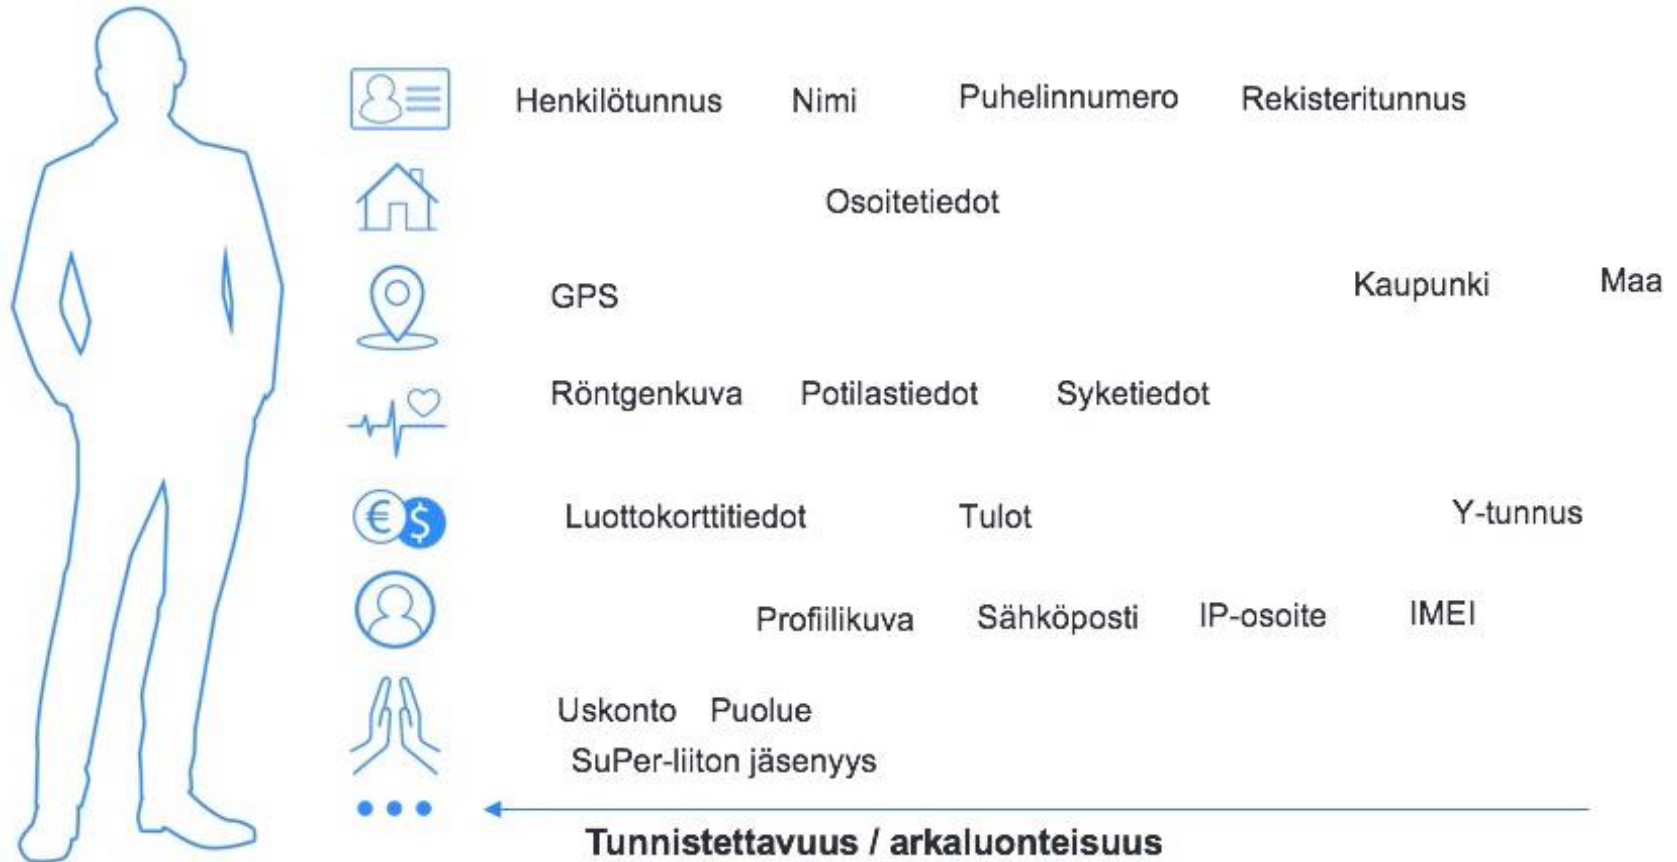 Henkilötunnus Nimi Puhelinnumero Rekisteritunnus
Osoitetiedot
GPS Kaupunki Maa
Röntgenkuva Potilastiedot Syketiedot
€ $ Luottokorttitiedot Tulot Y-tunnus
Profiilikuva Sähköposti IP-osoite IMEI
Uskonto Puolue
SuPer-liiton jäsenyys
Tunnistettavuus / arkaluonteisuus